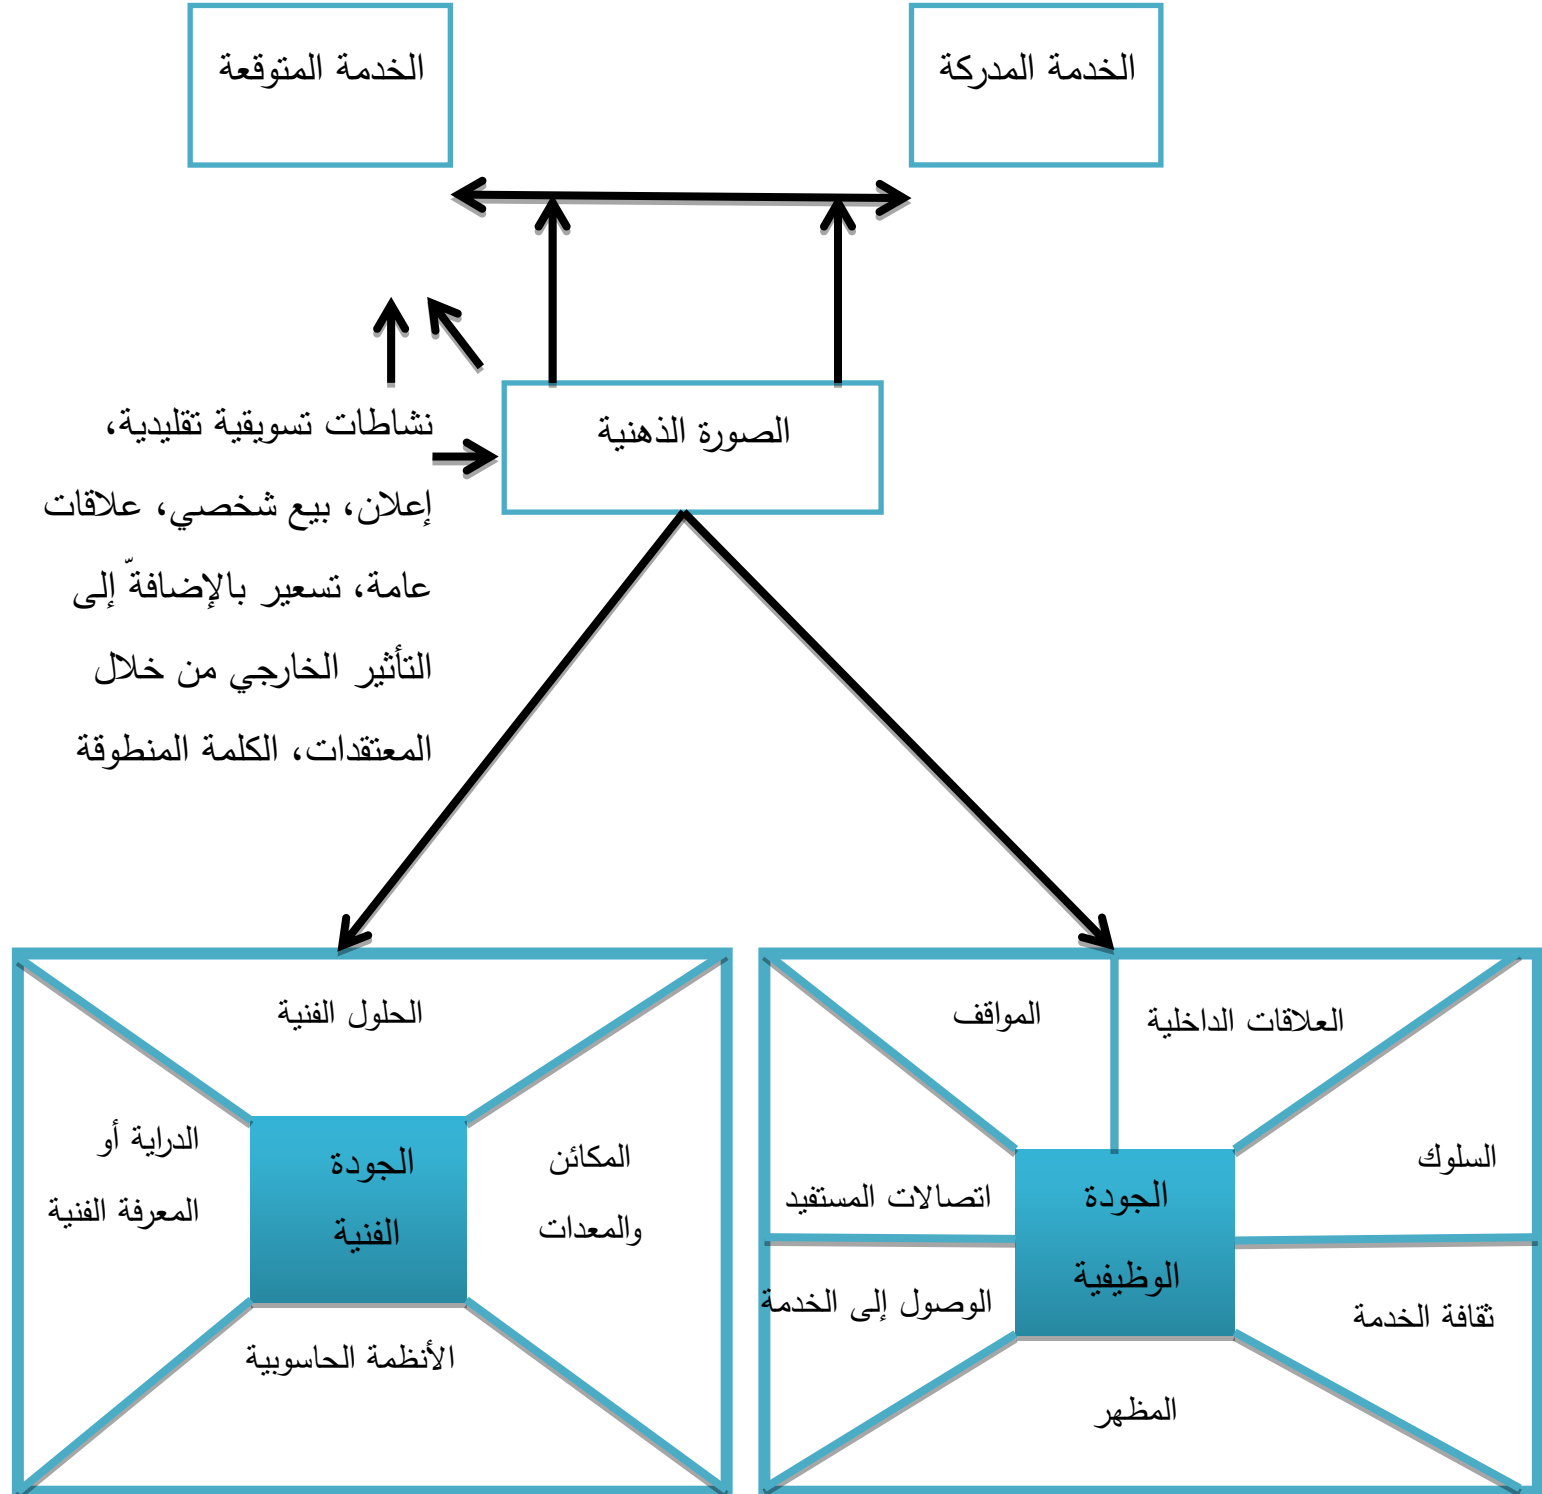 الخدمة المدركة
الخدمة المتوقعة
الصورة الذهنية
نشاطات تسويقية تقليدية،
إعلان، بيع شخصي، علاقات
عامة، تسعير بالإضافةّ إلى
التأثير الخارجي من خلال
المعتقدات، الكلمة المنطوقة
العلاقات الداخلية
المواقف
السلوك
اتصالات المستفيد
الجودة
الوظيفية
ثقافة الخدمة
الوصول إلى الخدمة
المظهر
الحلول الفنية
المكائن
والمعدات
الجودة
الفنية
الدراية أو
المعرفة الفنية
الأنظمة الحاسوبية